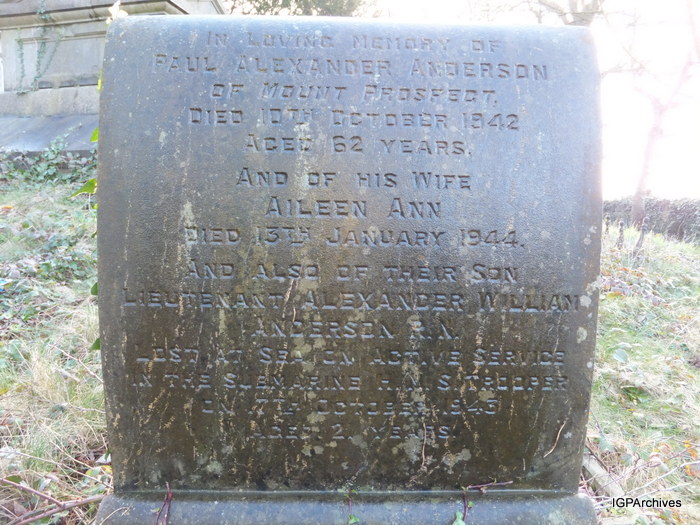 In Loving Memory of
Paul Alexander Anderson
of Mount Prospect,
Died 10th October 1942
Aged 62 years.
And of his Wife
Aileen Ann
Died 13th January 1944.
And also of their Son
Lieutenant Alexander William
Anderson R.N.
Lost at Sea on active Service
in the Submarine H.M.S. Trooper
on October 1943
Aged years
IGPArchives